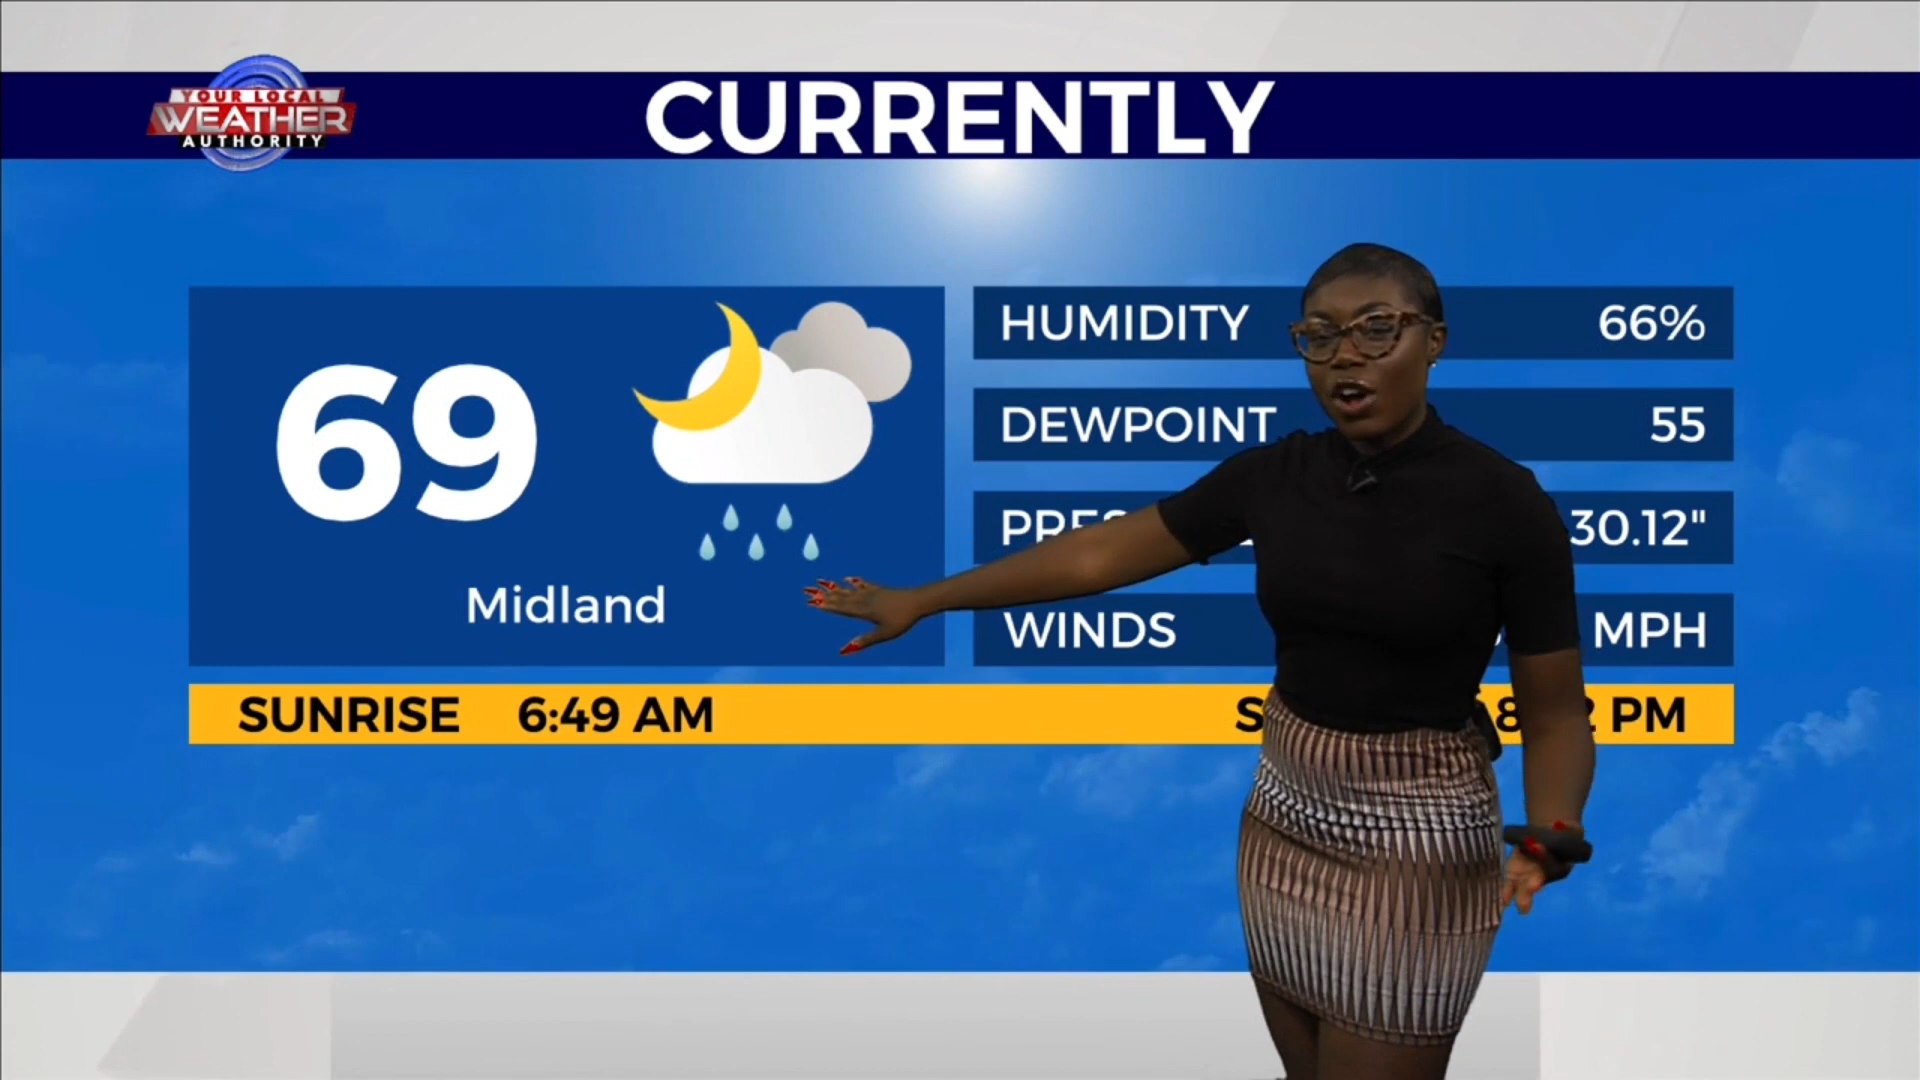 YOUR LOCAL
WEATHER
AUTHORITY
CURRENTLY
69
Midland
HUMIDITY 66%
DEWPOINT 55
30.12"
WINDS MPH
SUNRISE 6:49 AM PM